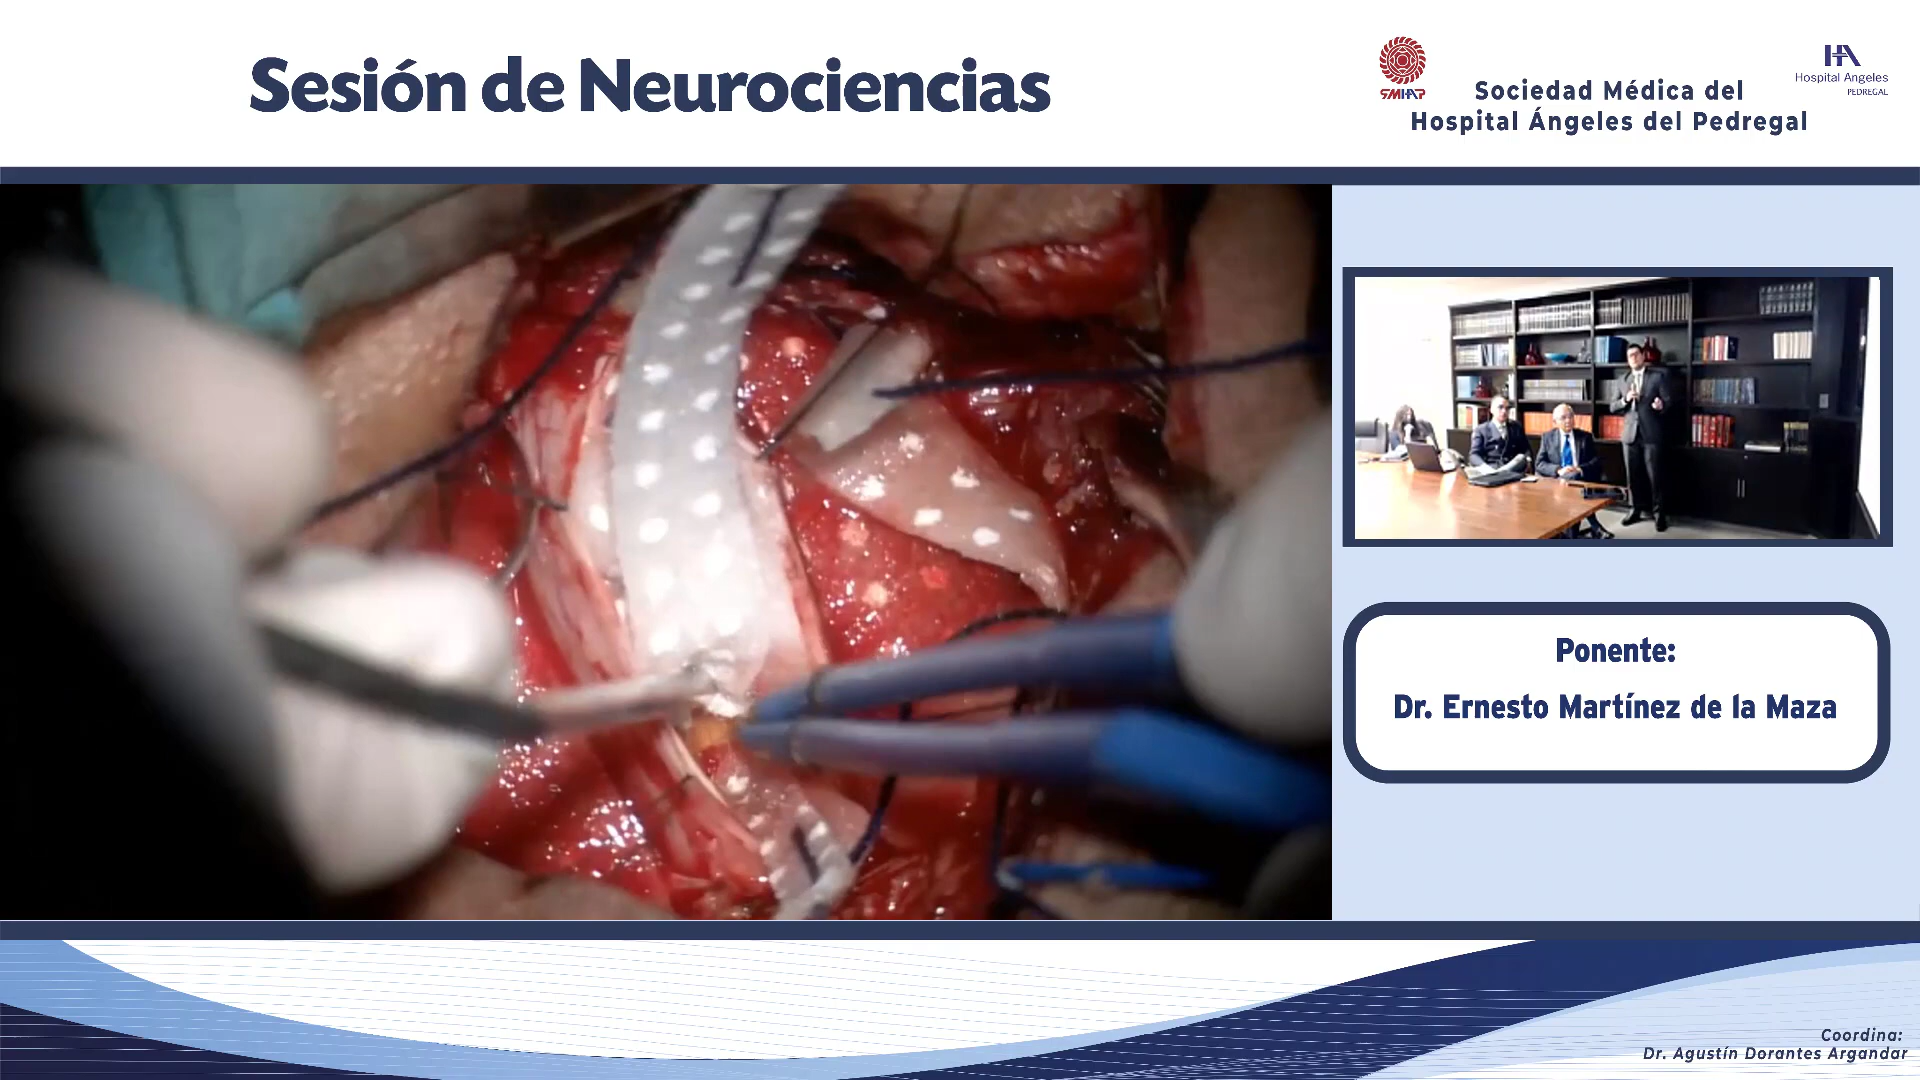 Sesión de Neurociencias
SMHAP
Sociedad Médica del
Hospital Ángeles del Pedregal
HA
Hospital Angeles
PEDREGAL
Ponente:
Dr. Ernesto Martínez de la Maza
Coordina:
Dr. Agustín Dorantes Argandar